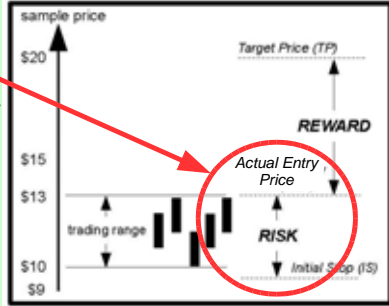 sample price
$20
Target Price (TP)
REWARD
$15
Actual Entry
Price
$13
trading range
RISK
$10
Initial Stop (IS)
$9